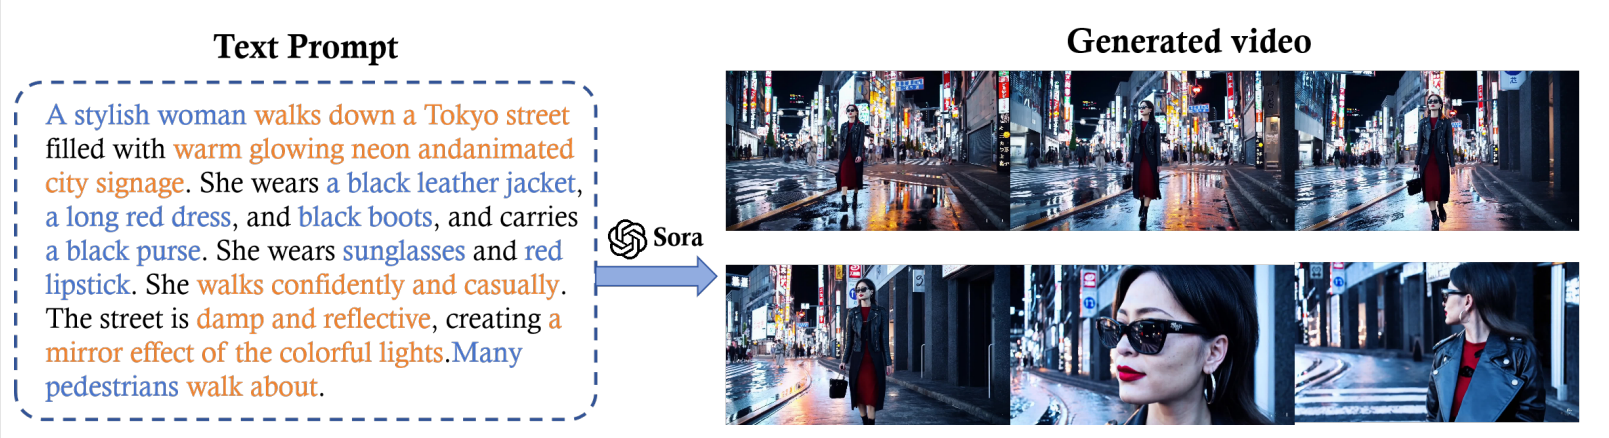 Text Prompt
A stylish woman walks down a Tokyo street
filled with warm glowing neon andanimated
city signage. She wears a black leather jacket,
a long red dress, and black boots, and carries
a black purse. She wears sunglasses and red
lipstick. She walks confidently and casually.
The street is damp and reflective, creating a
mirror effect of the colorful lights.Many
pedestrians walk about.
Sora
Generated video